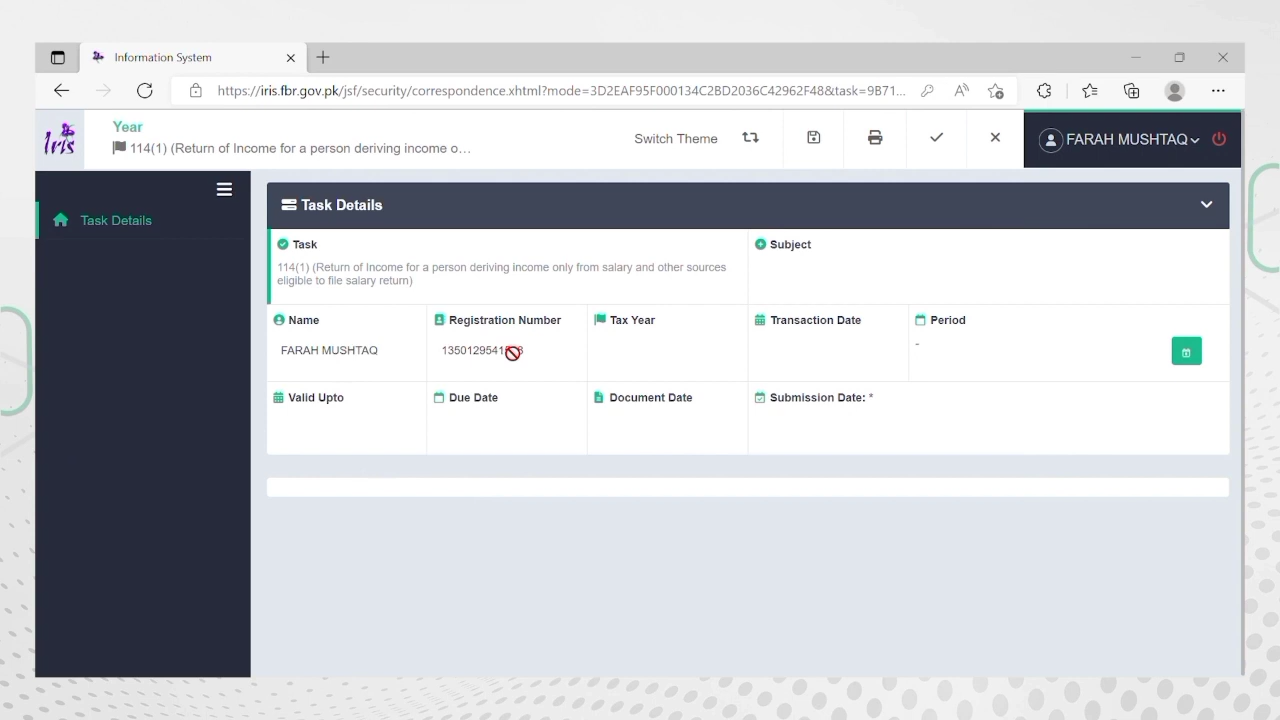 Information System
https://iris.fbr.gov.pk/jsf/security/correspondence.xhtml?mode=3D2EAF95F000134C2BD2036C42962F48&task=9B71...
Iris
Year
114(1) (Return of Income for a person deriving income o...
Switch Theme
FARAH MUSHTAQ
Task Details
Task Details
Task
Subject
114(1) (Return of Income for a person deriving income only from salary and other sources
eligible to file salary return)
Name
Registration Number
Tax Year
Transaction Date
Period
FARAH MUSHTAQ
-
Valid Upto
Due Date
Document Date
Submission Date: *